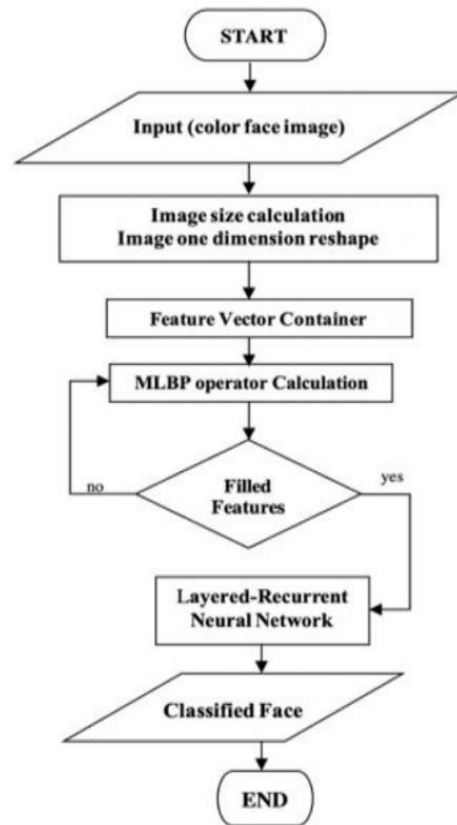 START
Input (color face image)
Image size calculation
Image one dimension reshape
Feature Vector Container
MLBP operator Calculation
Filled
Features
no
yes
Layered-Recurrent
Neural Network
Classified Face
END